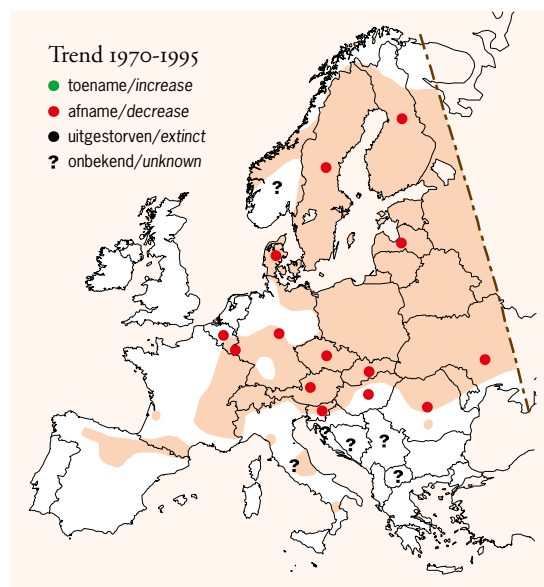 Trend 1970-1995
toename/increase
afname/decrease
uitgestorven/extinct
? onbekend/unknown
?
?
?
?
?
?